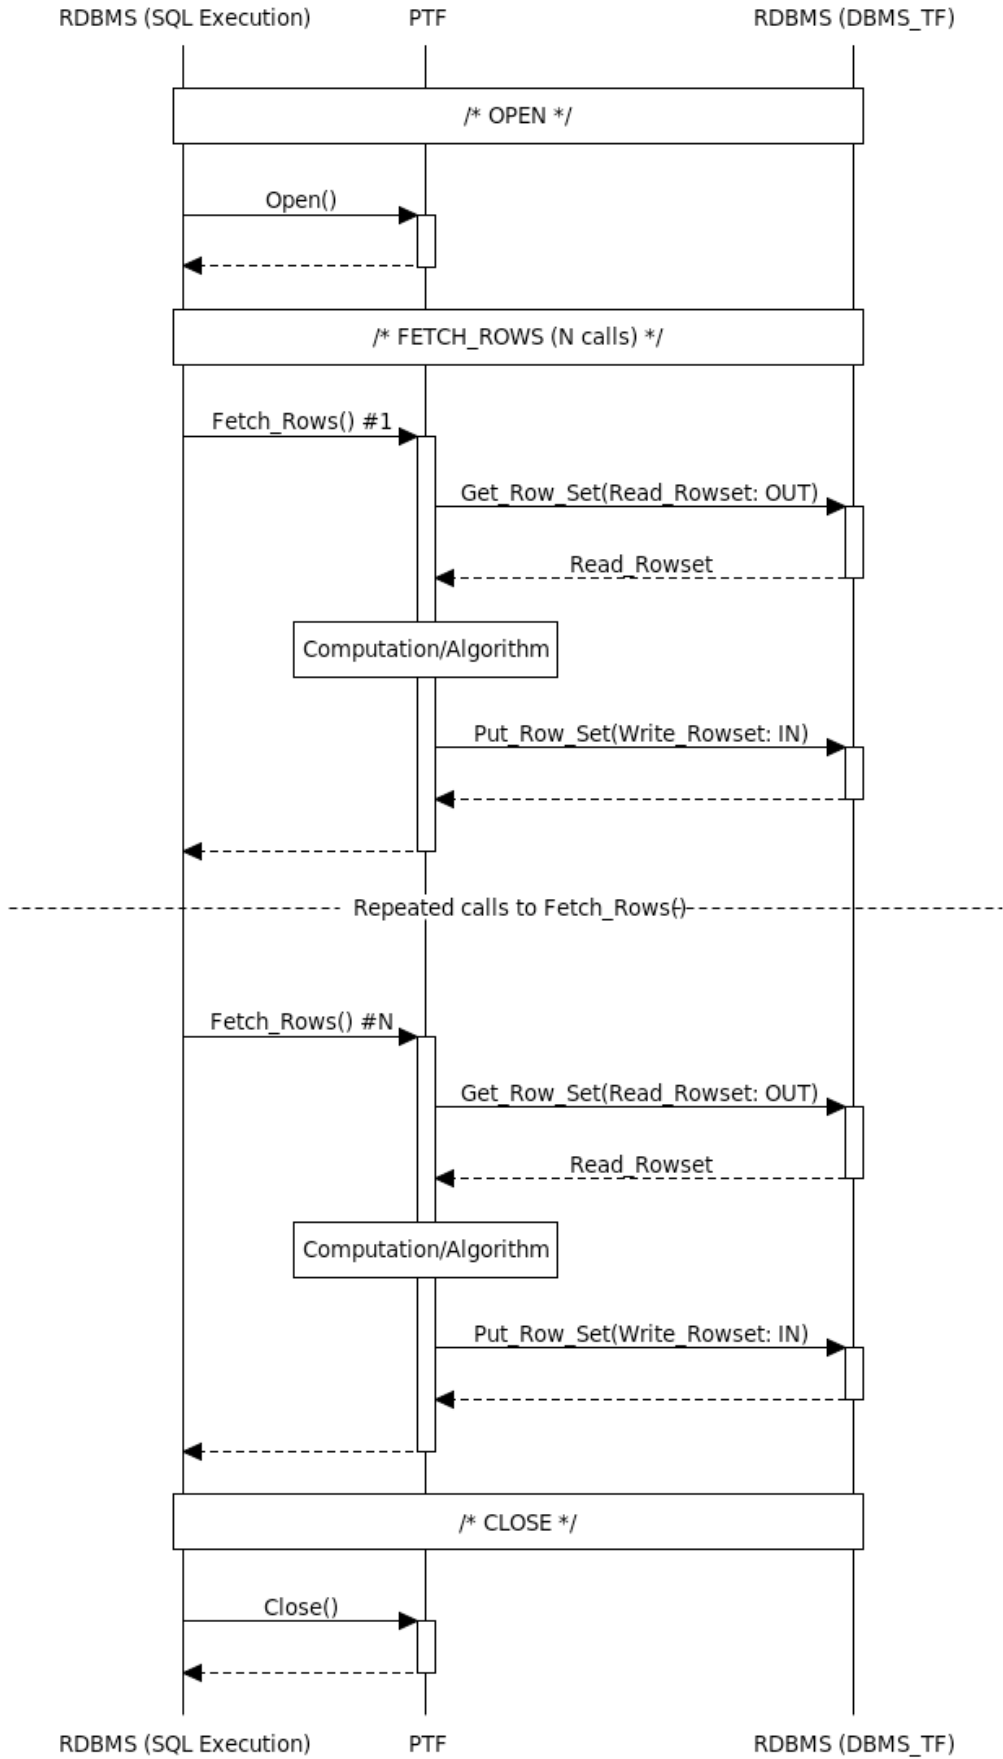 RDBMS (SQL Execution) PTF RDBMS (DBMS_TF)
/* OPEN */
Open()
/* FETCH_ROWS (N calls) */
Fetch_Rows() #1
Get_Row_Set(Read_Rowset: OUT)
Read_Rowset
Computation/Algorithm
Put_Row_Set(Write_Rowset: IN)
Repeated calls to Fetch_Rows()
Fetch_Rows() #N
Get_Row_Set(Read_Rowset: OUT)
Read_Rowset
Computation/Algorithm
Put_Row_Set(Write_Rowset: IN)
/* CLOSE */
Close()
RDBMS (SQL Execution) PTF RDBMS (DBMS_TF)